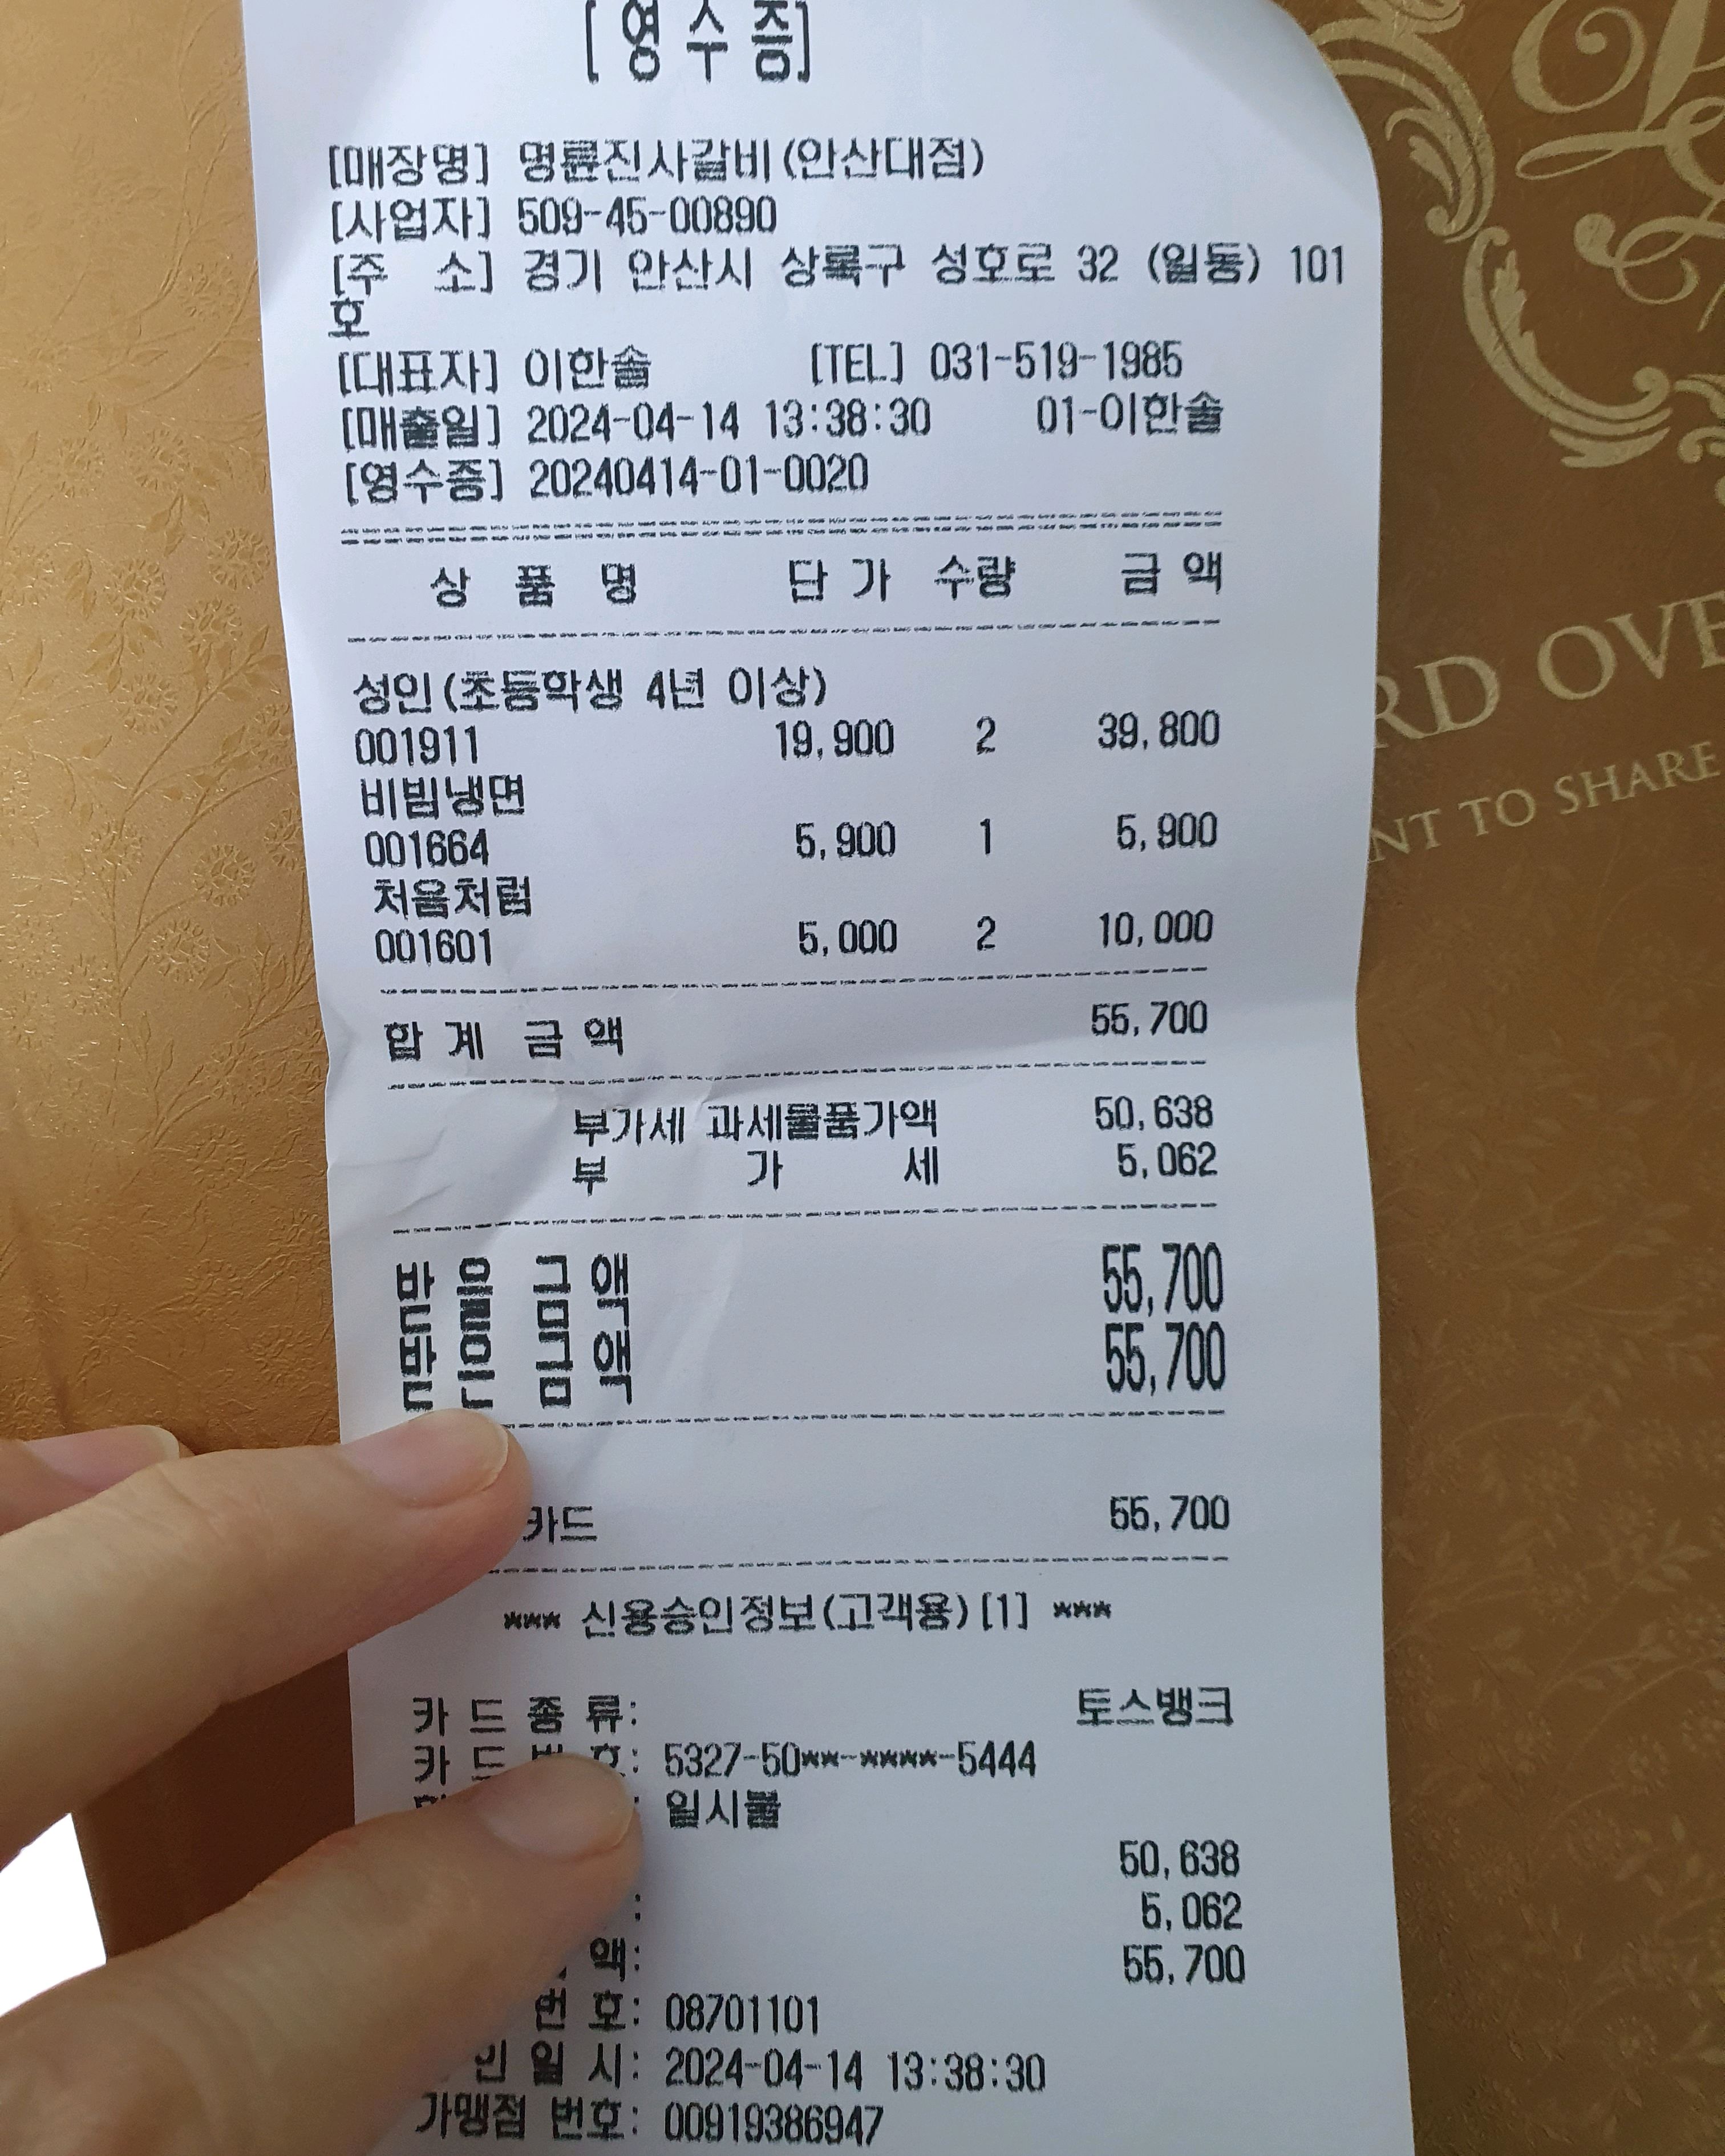 [ 영 수 증]
[매장명] 명륜진사갈비(안산대점)
[사업자] 509-45-00890
[주 소] 경기 안산시 상록구 성호로 32 (일동) 101
호
[대표자] 이한솔 [TEL] 031-519-1985
[매출일] 2024-04-14 13:38:30 01-이한솔
[영수증] 20240414-01-0020
상 품 명 단 가 수량 금 액
성인(초등학생 4년 이상)
001911 19,900 2 39,800
비빔냉면
001664 5,900 1 5,900
처음처럼
001601 5,000 2 10,000
합 계 금 액 55,700
부가세 과세물품가액 50,638
부 가 세 5,062
받 을 금 액 55,700
받 은 금 액 55,700
카드 55,700
*** 신용승인정보(고객용)[1] ***
카 드 종 류: 토스뱅크
카 드 번 호: 5327-50**-****-5444
: 일시불
50,638
: 5,062
액: 55,700
번 호: 08701101
인 일 시: 2024-04-14 13:38:30
가맹점 번호: 00919386947
RD OVE
NT TO SHARE